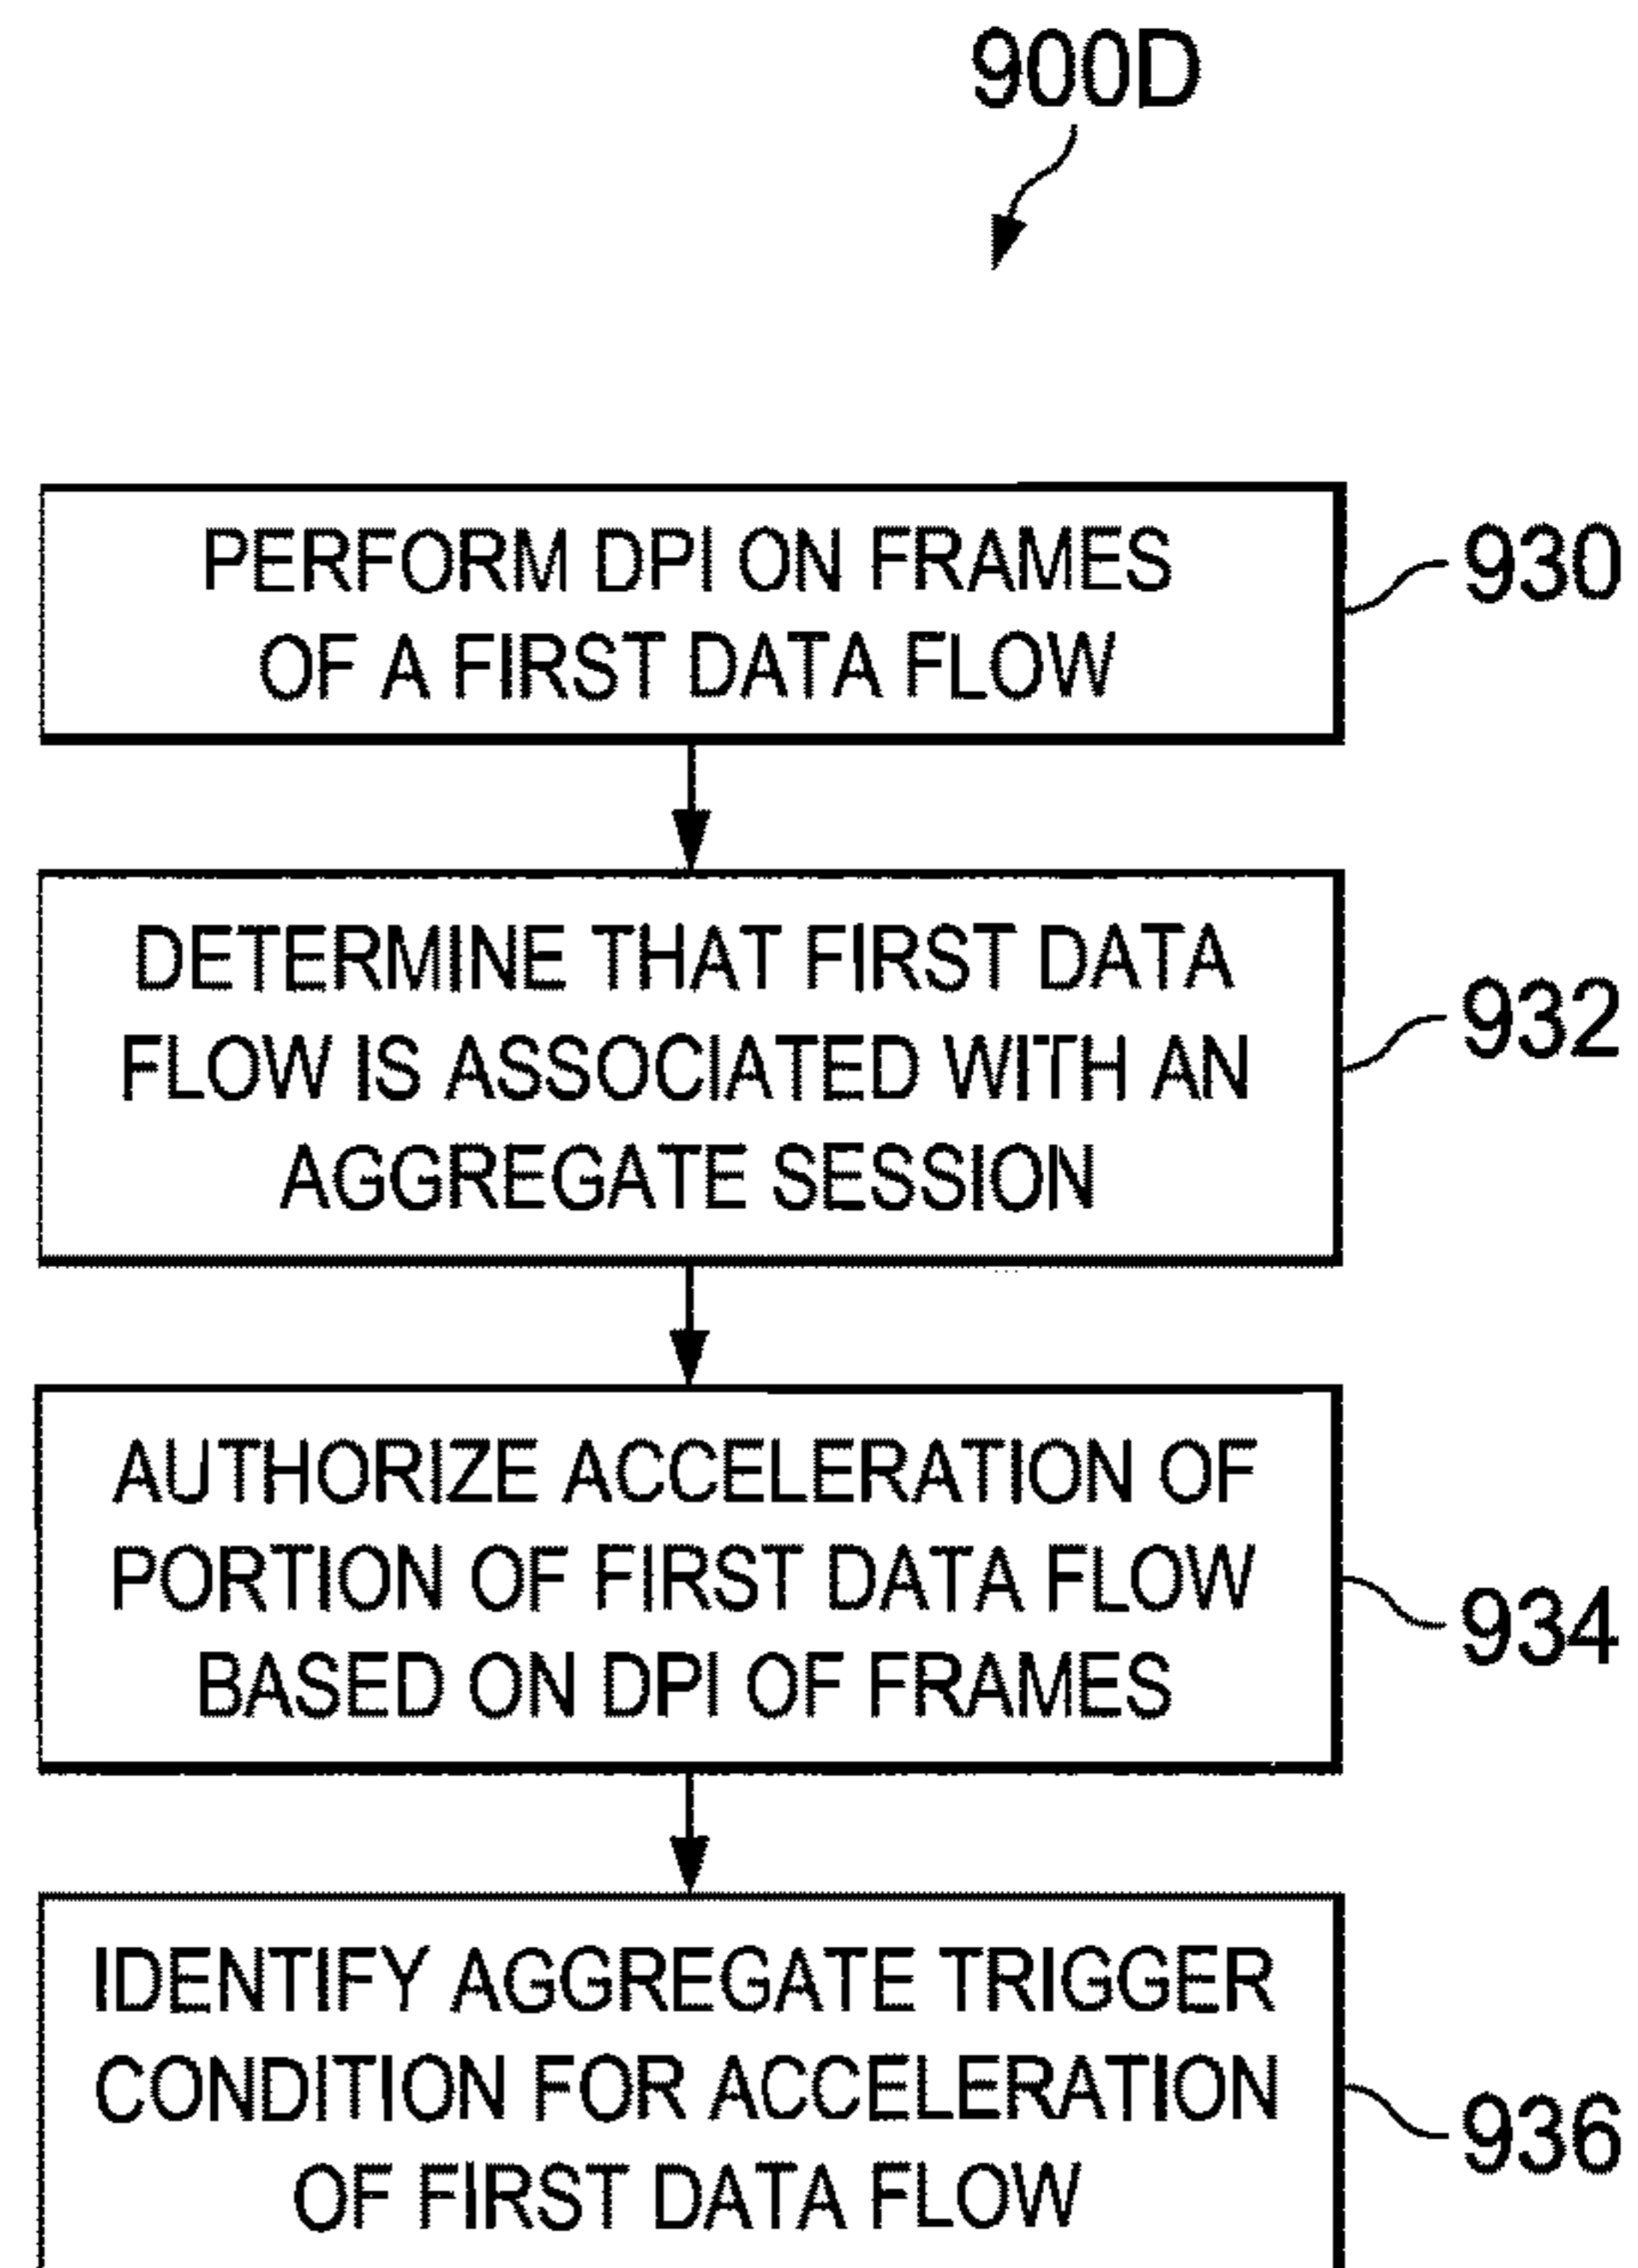 900D
PERFORM DPI ON FRAMES
OF A FIRST DATA FLOW
930
DETERMINE THAT FIRST DATA
FLOW IS ASSOCIATED WITH AN
AGGREGATE SESSION
932
AUTHORIZE ACCELERATION OF
PORTION OF FIRST DATA FLOW
BASED ON DPI OF FRAMES
934
IDENTIFY AGGREGATE TRIGGER
CONDITION FOR ACCELERATION
OF FIRST DATA FLOW
936